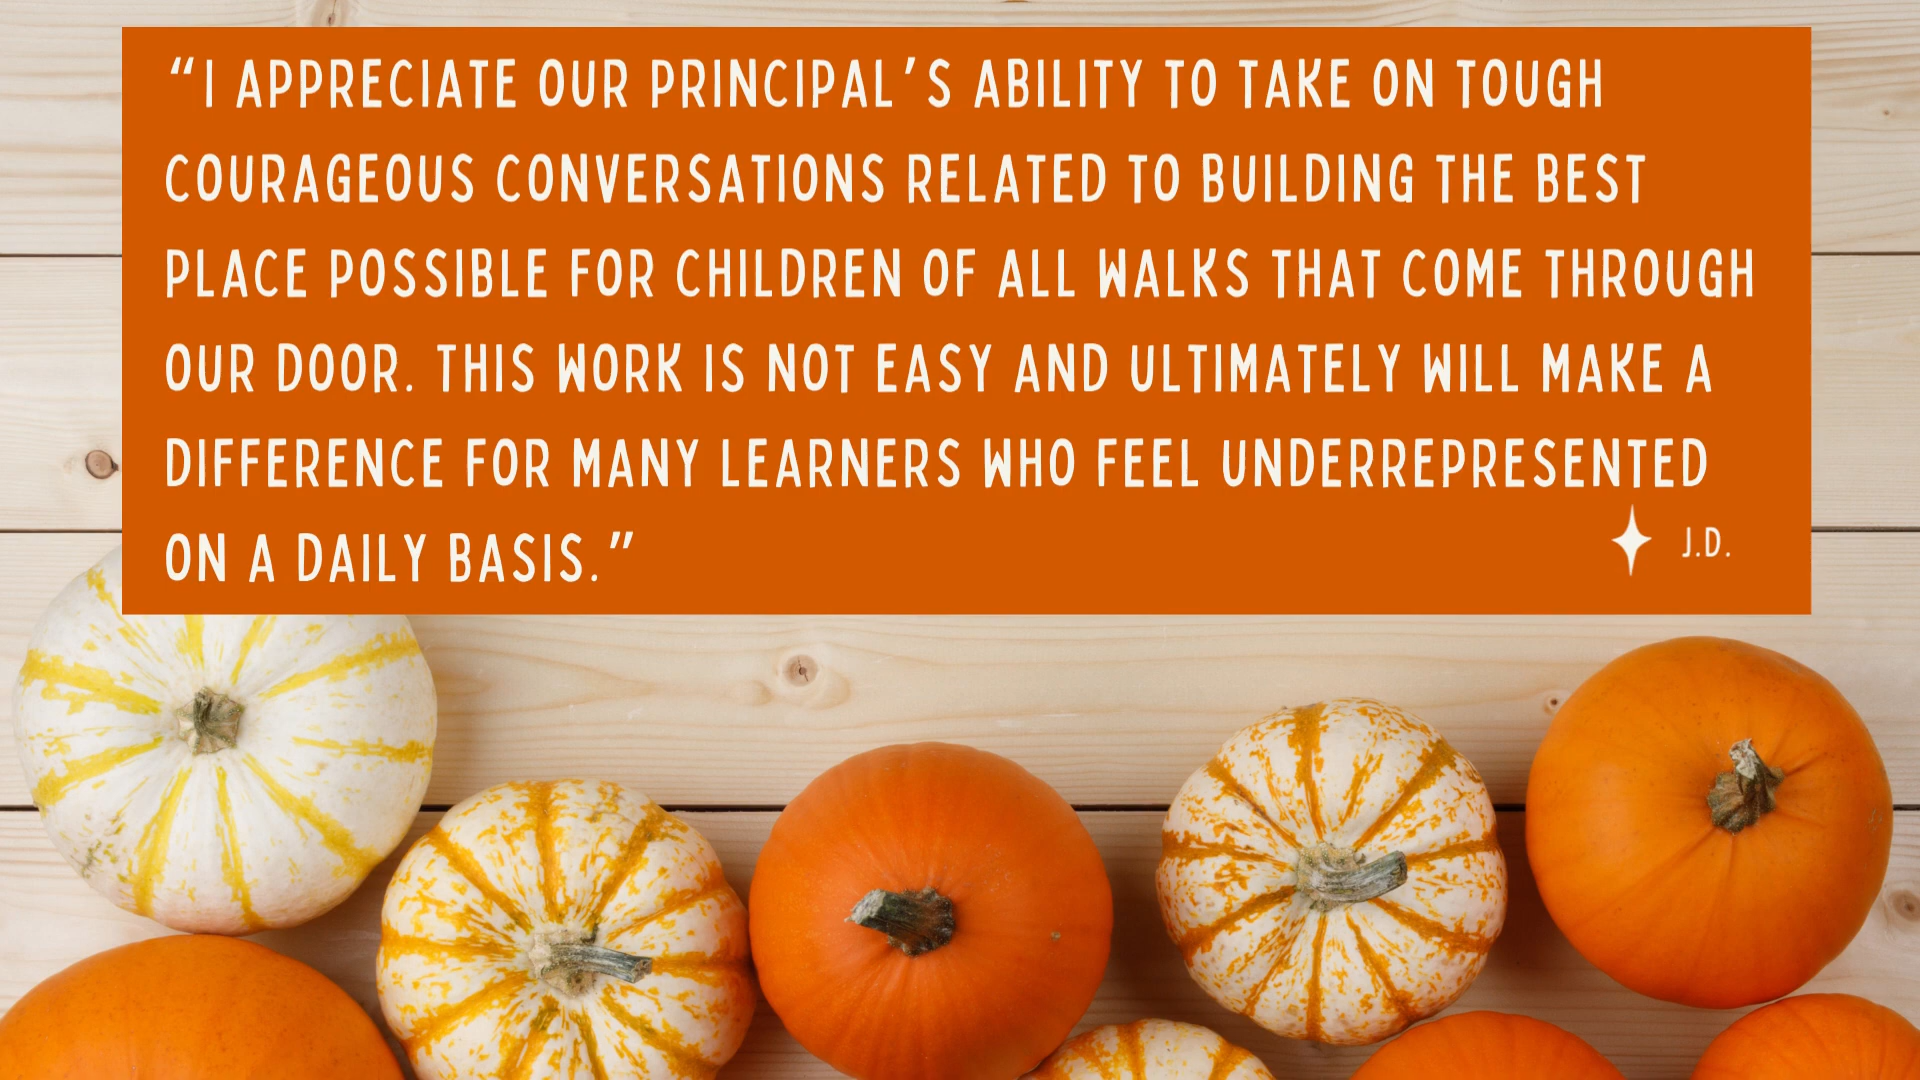 “I APPRECIATE OUR PRINCIPAL’S ABILITY TO TAKE ON TOUGH
COURAGEOUS CONVERSATIONS RELATED TO BUILDING THE BEST
PLACE POSSIBLE FOR CHILDREN OF ALL WALKS THAT COME THROUGH
OUR DOOR. THIS WORK IS NOT EASY AND ULTIMATELY WILL MAKE A
DIFFERENCE FOR MANY LEARNERS WHO FEEL UNDERREPRESENTED
ON A DAILY BASIS.”
J.D.